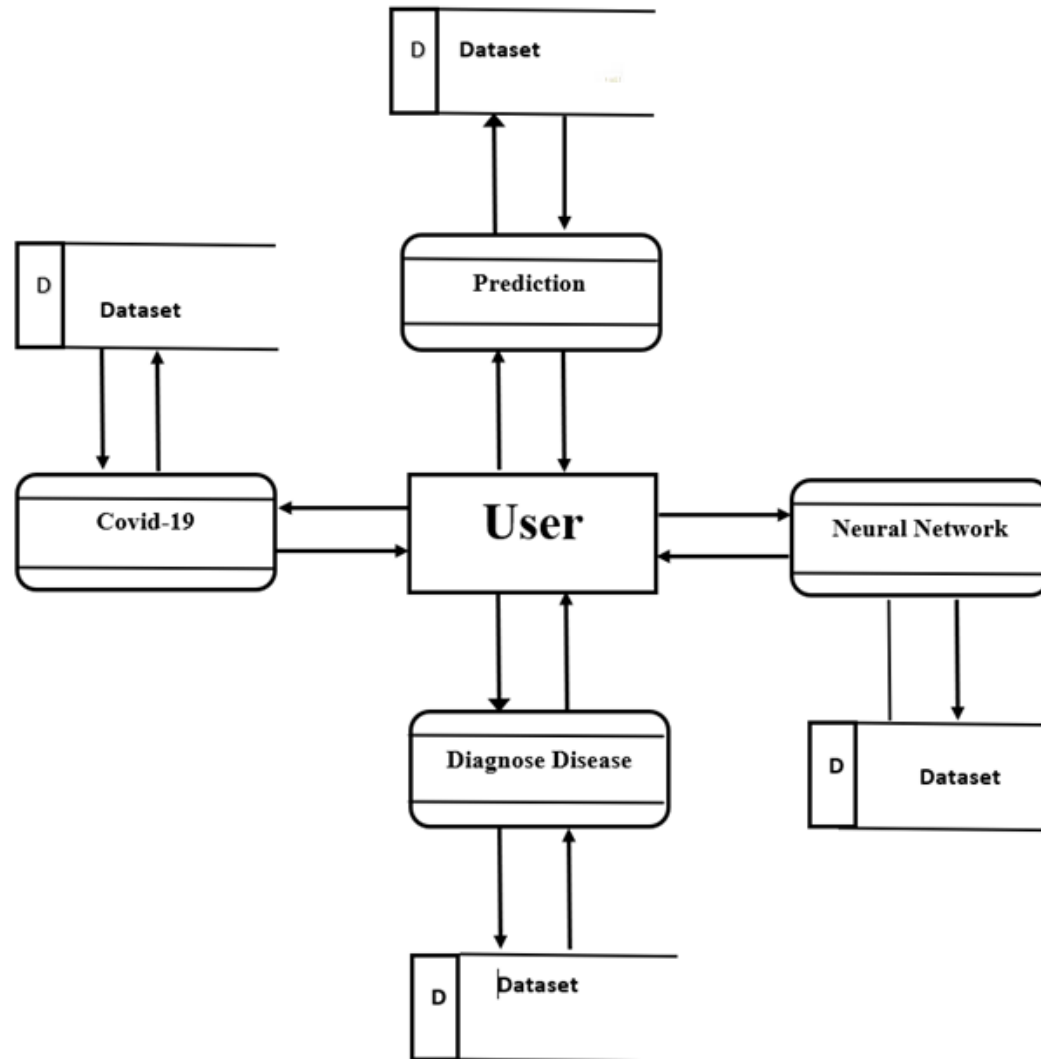 D Dataset
Prediction
D
Dataset
Covid-19
User
Neural Network
Diagnose Disease
D Dataset
D Dataset